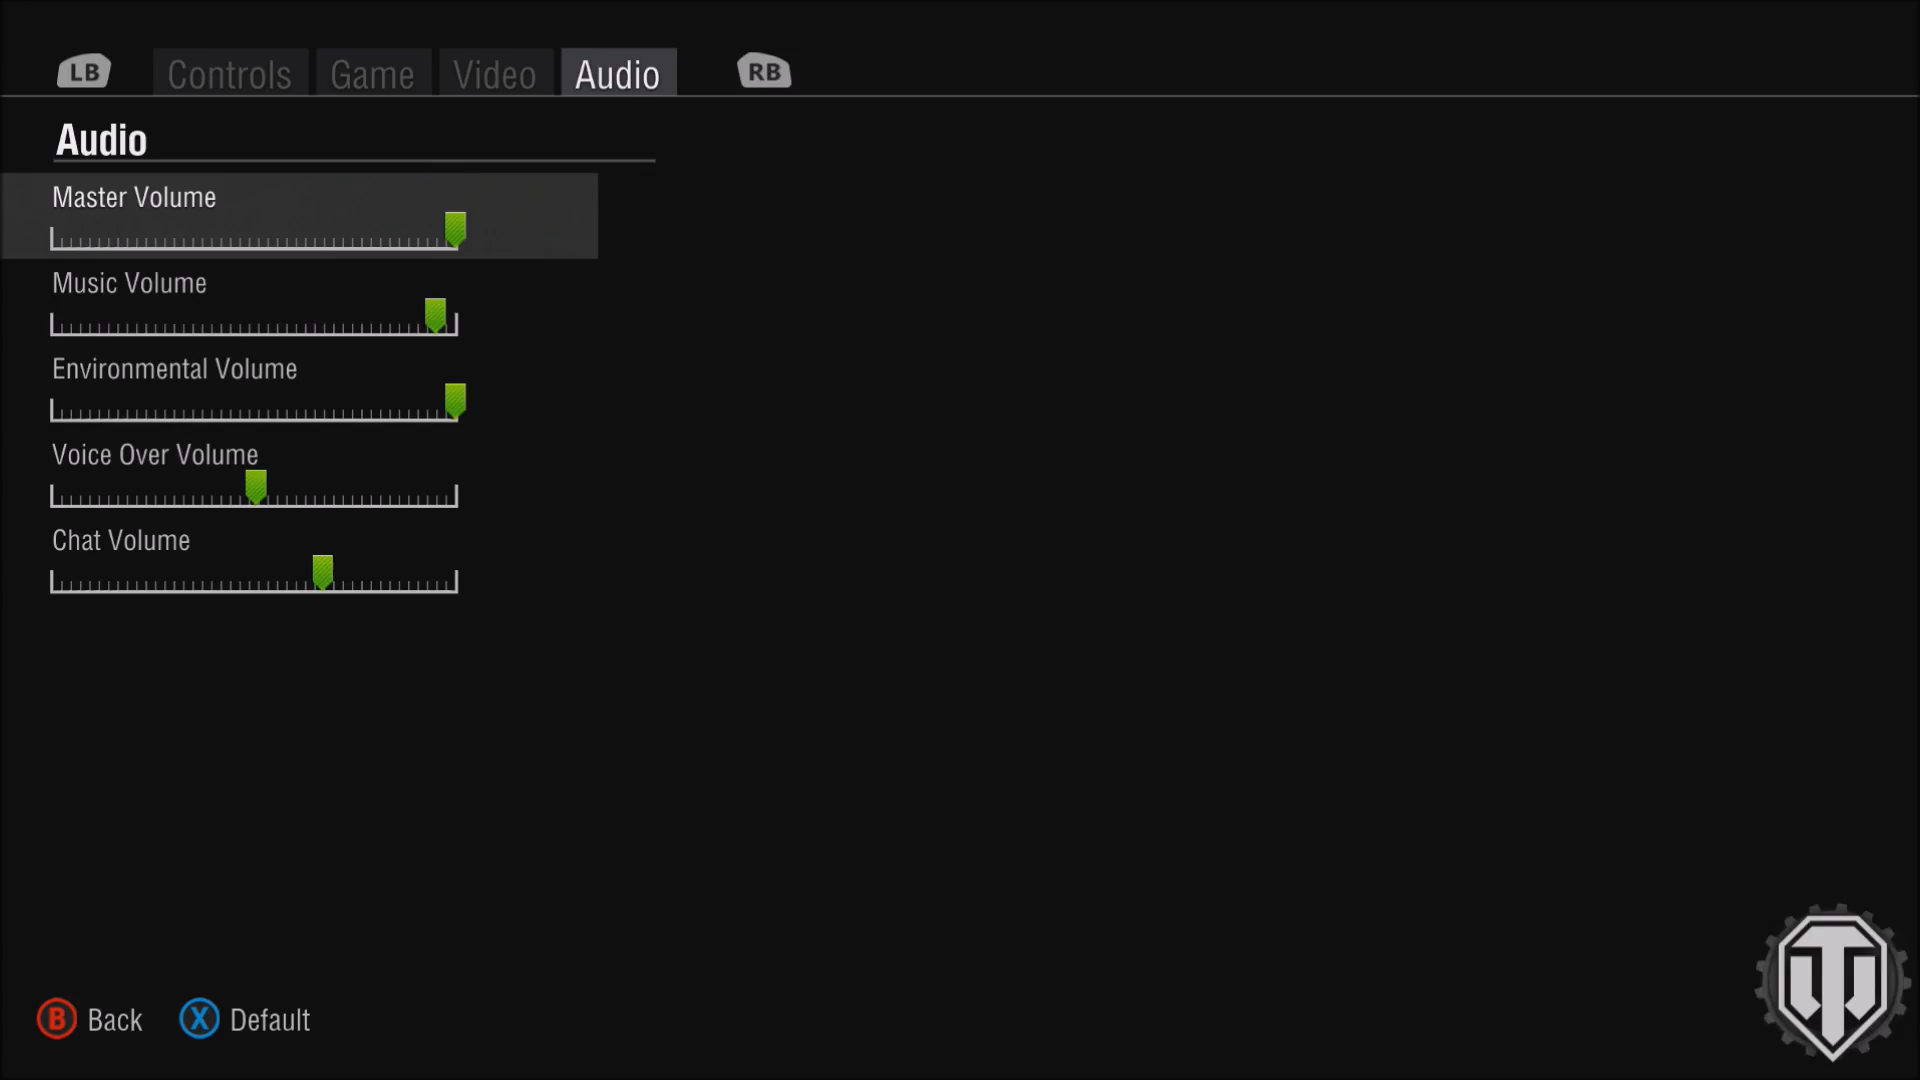 LB Controls Game Video Audio RB
Audio
Master Volume
Music Volume
Environmental Volume
Voice Over Volume
Chat Volume
B Back X Default